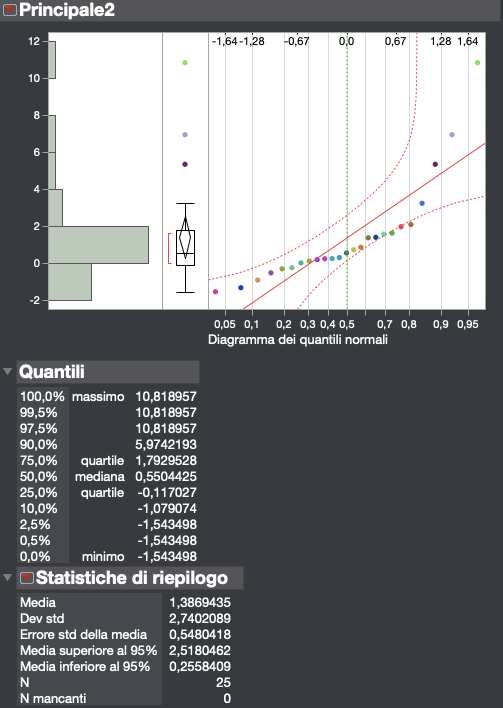 Principale2
12
10
8
6
4
2
0
-2
-1,64 -1,28 -0,67 0,0 0,67 1,28 1,64
0,05 0,1 0,2 0,3 0,4 0,5 0,7 0,8 0,9 0,95
Diagramma dei quantili normali
Quantili
100,0% massimo 10,818957
99,5% 10,818957
97,5% 10,818957
90,0% 5,9742193
75,0% quartile 1,7929528
50,0% mediana 0,5504425
25,0% quartile -0,117027
10,0% -1,079074
2,5% -1,543498
0,5% -1,543498
0,0% minimo -1,543498
Statistiche di riepilogo
Media 1,3869435
Dev std 2,7402089
Errore std della media 0,5480418
Media superiore al 95% 2,5180462
Media inferiore al 95% 0,2558409
N 25
N mancanti 0